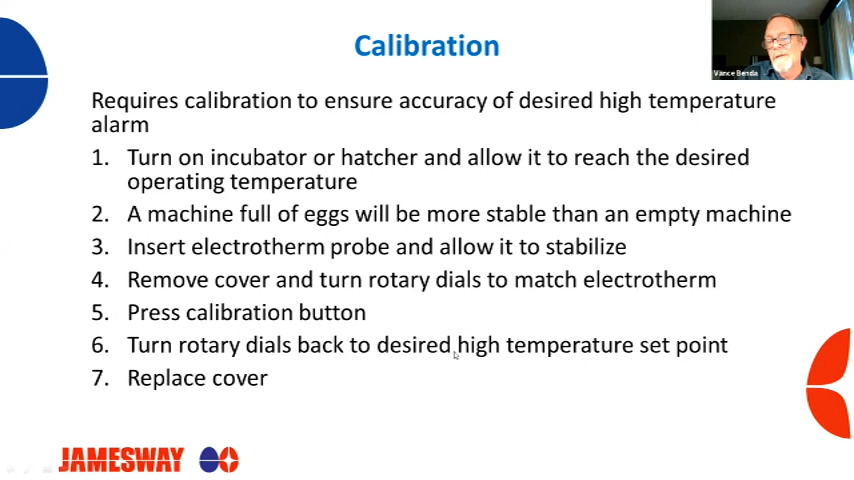 Calibration
Vance Benda
Requires calibration to ensure accuracy of desired high temperature
alarm
1. Turn on incubator or hatcher and allow it to reach the desired
operating temperature
2. A machine full of eggs will be more stable than an empty machine
3. Insert electrotherm probe and allow it to stabilize
4. Remove cover and turn rotary dials to match electrotherm
5. Press calibration button
6. Turn rotary dials back to desired high temperature set point
7. Replace cover
JAMESWAY